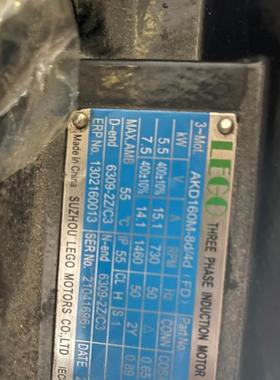 LEGO THREE PHASE INDUCTION MOTOR
3~Mot. AKD160M-8d/4d ( FD ) Part No
kW V A RPM Hz CONN COS
5.5 400±10% 15.1 730 50 △ 0.65
7.5 400±10% 14.1 1460 50 2Y 0.89
MAX. AMB 55 ℃ IP 55 CL H S1
D-end 6309-2Z/C3 N-end 6309-2Z/C3
ERP No. 1302160013 SER No. 21041696 DATE
Made in China SUZHOU LEGO MOTORS CO.,LTD